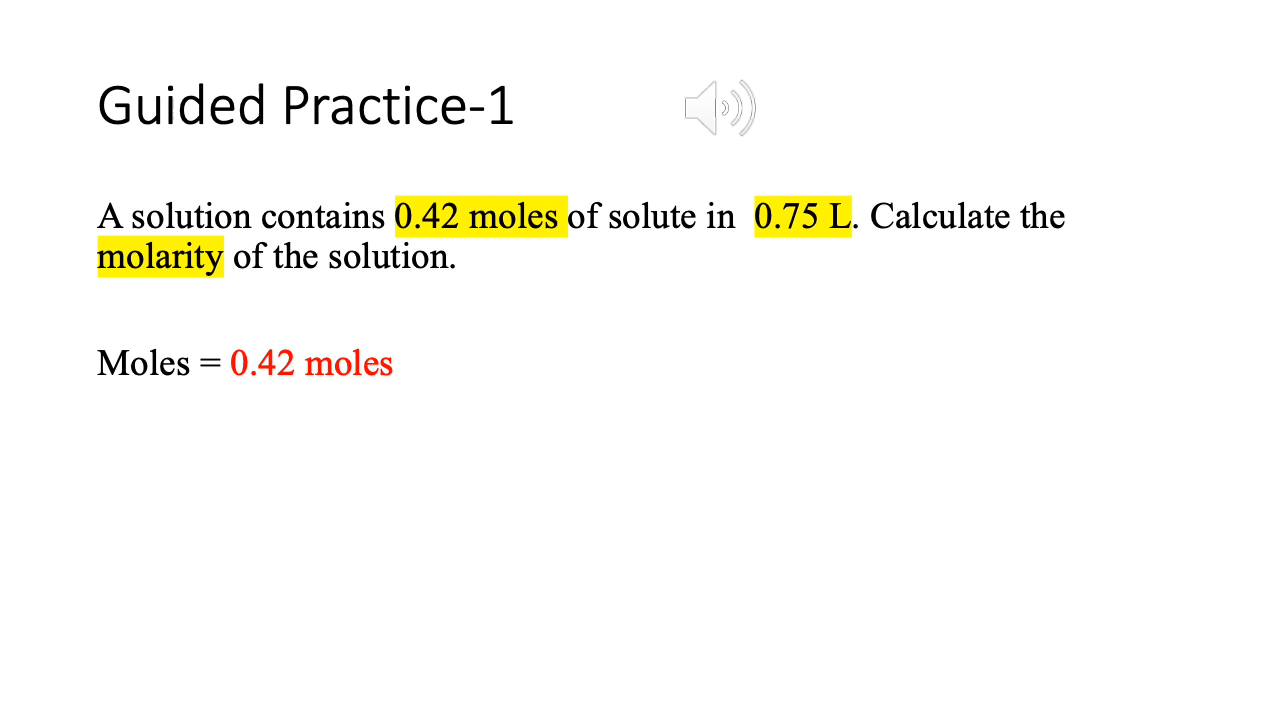 Guided Practice-1
A solution contains 0.42 moles of solute in  0.75 L. Calculate the
molarity of the solution.
Moles = 0.42 moles